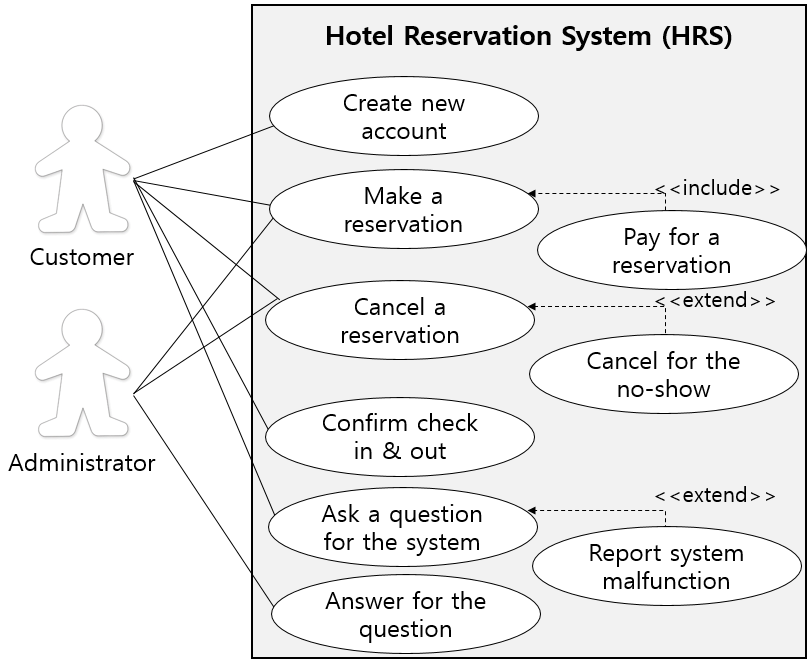 Hotel Reservation System (HRS)
Create new
account
Make a
reservation
<<include>>
Pay for a
reservation
Customer
Cancel a
reservation
<<extend>>
Cancel for the
no-show
Administrator
Confirm check
in & out
Ask a question
for the system
<<extend>>
Report system
malfunction
Answer for the
question